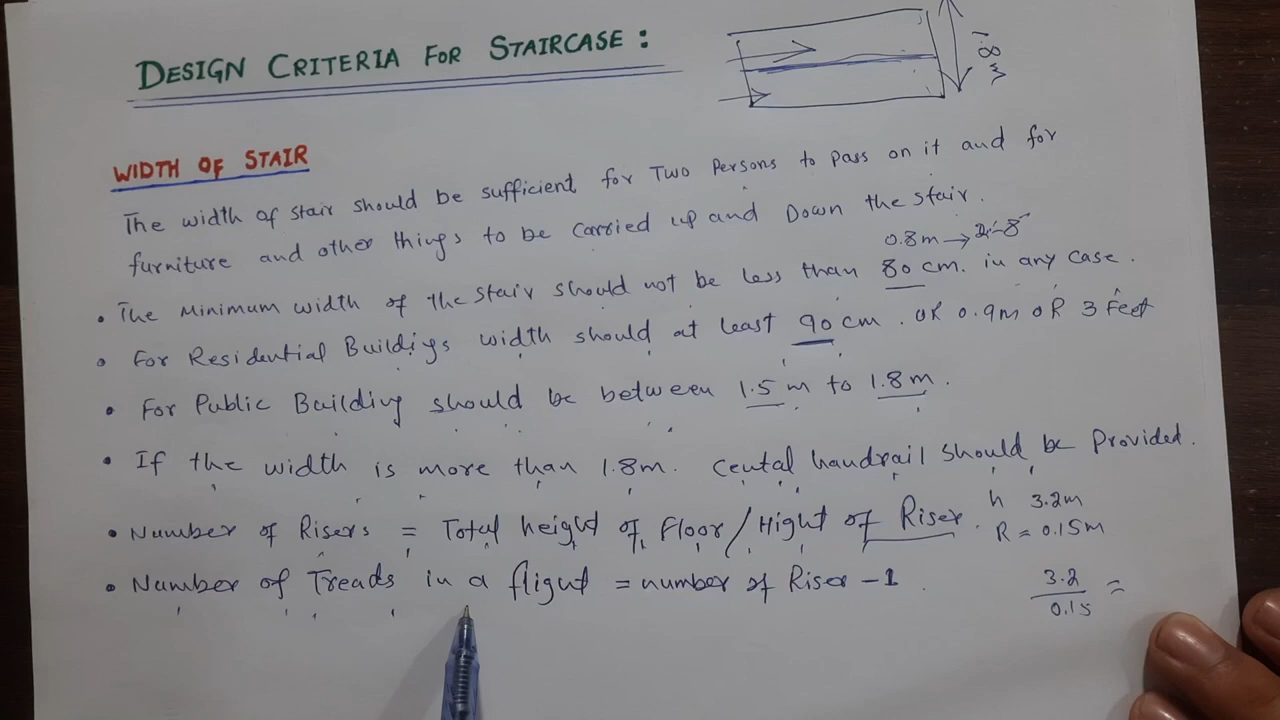 DESIGN CRITERIA FOR STAIRCASE :
1.8 m
WIDTH OF STAIR
The width of stair should be sufficient for Two Persons to pass on it and for
furniture and other things to be carried up and Down the stair.
0.8m → 2'-8"
• The Minimum width of the stair should not be less than 80 cm. in any case.
• For Residential Buildigs width should at least 90 cm. OR 0.9m OR 3 Feet
• For Public Building should be between 1.5 m to 1.8 m.
• If the width is more than 1.8m. Cental handrail should be Provided.
• Number of Risers = Total height of Floor / Hight of Riser.
h 3.2m
R = 0.15m
• Number of Treads in a flight = number of Riser - 1
3.2
0.15 =